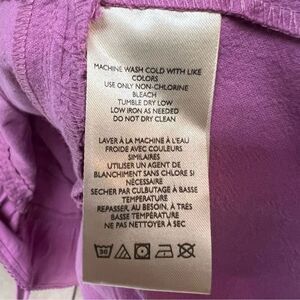 MACHINE WASH COLD WITH LIKE
COLORS
USE ONLY NON-CHLORINE
BLEACH
TUMBLE DRY LOW
LOW IRON AS NEEDED
DO NOT DRY CLEAN
LAVER À LA MACHINE À L'EAU
FROIDE AVEC COULEURS
SIMILAIRES
UTILISER UN AGENT DE
BLANCHIMENT SANS CHLORE SI
NÉCESSAIRE
SECHER PAR CULBUTAGE À BASSE
TEMPÉRATURE
REPASSER, AU BESOIN, À TRÈS
BASSE TEMPÉRATURE
NE PAS NETTOYER À SEC
30